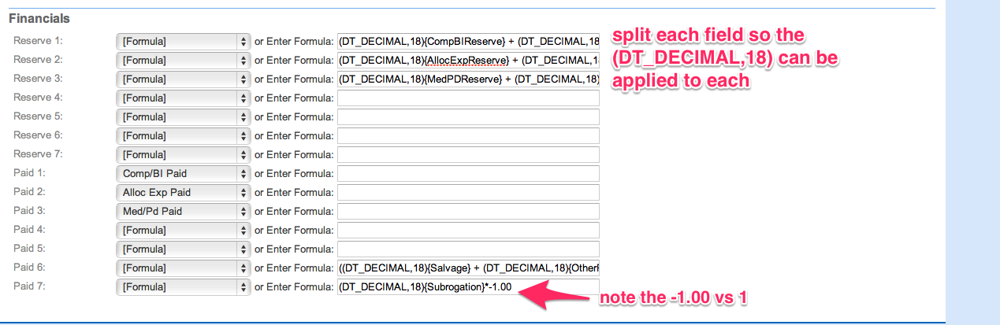 Financials
split each field so the
(DT_DECIMAL,18) can be
applied to each
Reserve 1: [Formula] or Enter Formula: (DT_DECIMAL,18){CompBIReserve} + (DT_DECIMAL,18
Reserve 2: [Formula] or Enter Formula: (DT_DECIMAL,18){AllocExpReserve} + (DT_DECIMAL,1
Reserve 3: [Formula] or Enter Formula: (DT_DECIMAL,18){MedPDReserve} + (DT_DECIMAL,18)
Reserve 4: [Formula] or Enter Formula:
Reserve 5: [Formula] or Enter Formula:
Reserve 6: [Formula] or Enter Formula:
Reserve 7: [Formula] or Enter Formula:
Paid 1: Comp/BI Paid or Enter Formula:
Paid 2: Alloc Exp Paid or Enter Formula:
Paid 3: Med/Pd Paid or Enter Formula:
Paid 4: [Formula] or Enter Formula:
Paid 5: [Formula] or Enter Formula:
Paid 6: [Formula] or Enter Formula: ((DT_DECIMAL,18){Salvage} + (DT_DECIMAL,18){Other
Paid 7: [Formula] or Enter Formula: (DT_DECIMAL,18){Subrogation}*-1.00
note the -1.00 vs 1